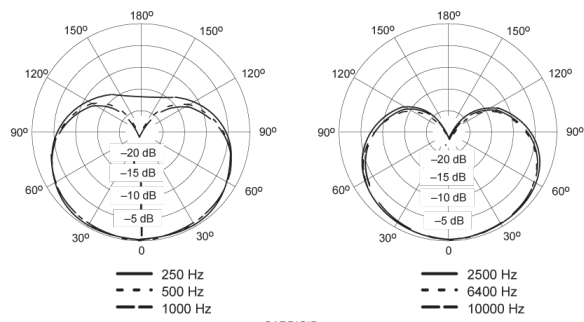 180º
150º 150º
120º 120º
90º 90º
60º 60º
30º 30º
0
–20 dB
–15 dB
–10 dB
–5 dB
250 Hz
500 Hz
1000 Hz
180º
150º 150º
120º 120º
90º 90º
60º 60º
30º 30º
0
–20 dB
–15 dB
–10 dB
–5 dB
2500 Hz
6400 Hz
10000 Hz